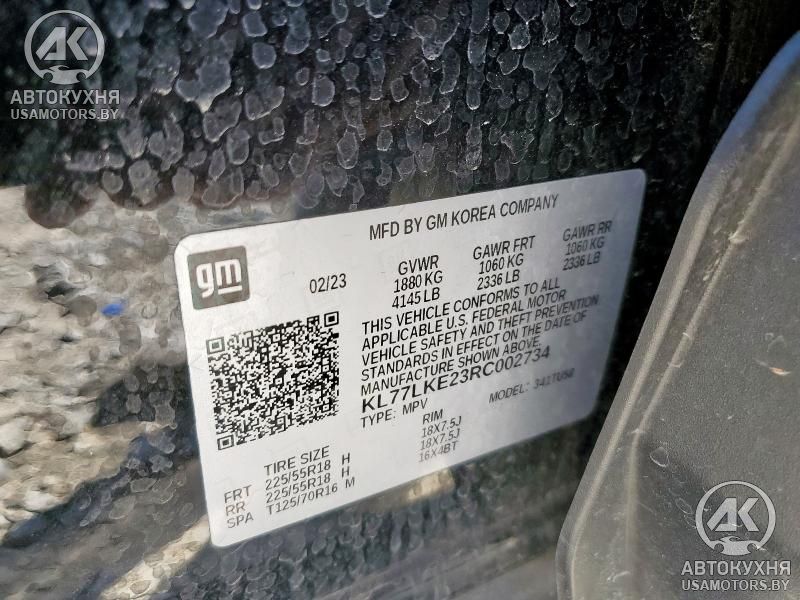 AK
АВТОКУХНЯ
USAMOTORS.BY
MFD BY GM KOREA COMPANY
gm
02/23
GVWR GAWR FRT GAWR RR
1880 KG 1060 KG 1060 KG
4145 LB 2336 LB 2336 LB
THIS VEHICLE CONFORMS TO ALL
APPLICABLE U.S. FEDERAL MOTOR
VEHICLE SAFETY AND THEFT PREVENTION
STANDARDS IN EFFECT ON THE DATE OF
MANUFACTURE SHOWN ABOVE.
KL77LKE23RC002734
TYPE: MPV MODEL: 341TU58
TIRE SIZE RIM
FRT 225/55R18 H 18X7.5J
RR 225/55R18 H 18X7.5J
SPA T125/70R16 M 16X4BT
AK
АВТОКУХНЯ
USAMOTORS.BY